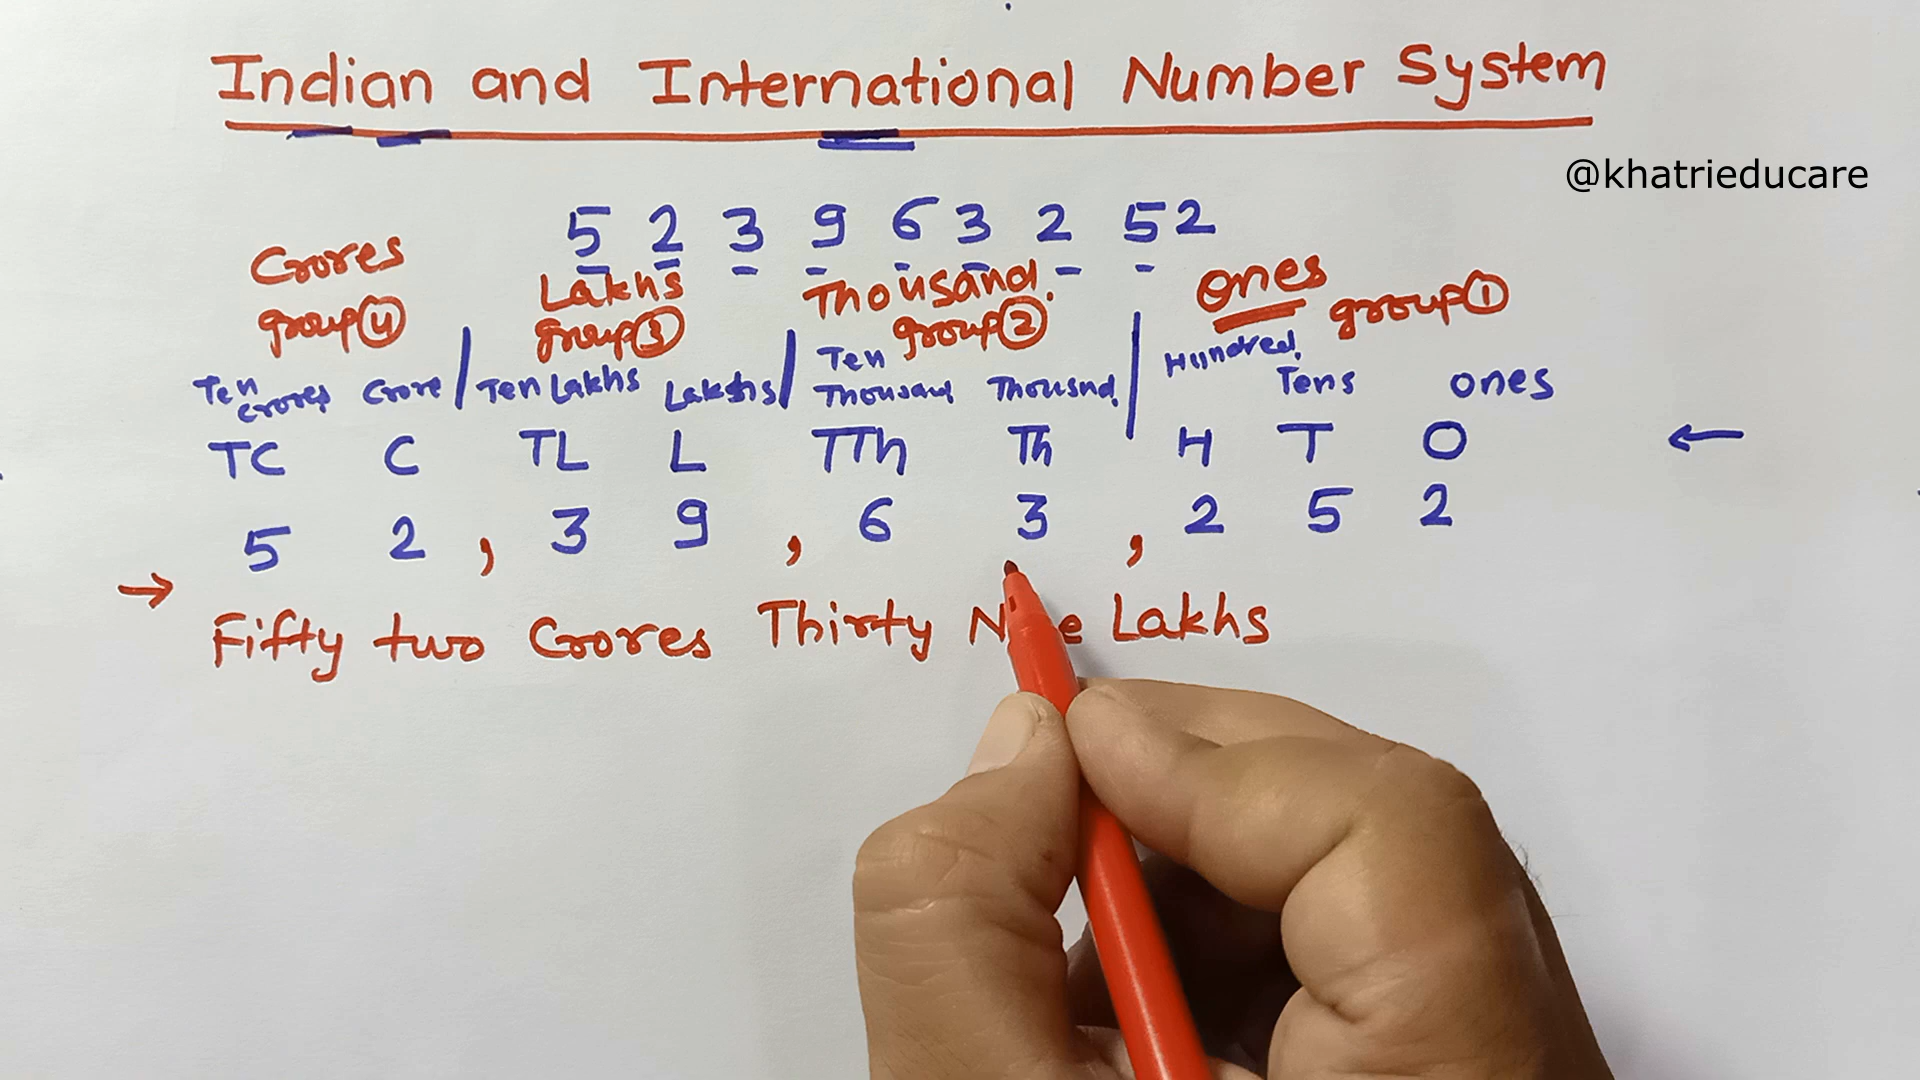 Indian and International Number System
@khatrieducare
5 2 3 9 6 3 2 5 2
Crores group 4
Lakhs group 3
Thousand group 2
Ones group 1
Ten Crores Crore / Ten Lakhs / Ten Thousand Thousnd. | Hundred. Tens Ones
TC C TL L TTh Th H T O ←
5 2 , 3 9 , 6 3 , 2 5 2
→ Fifty two Crores Thirty Lakhs